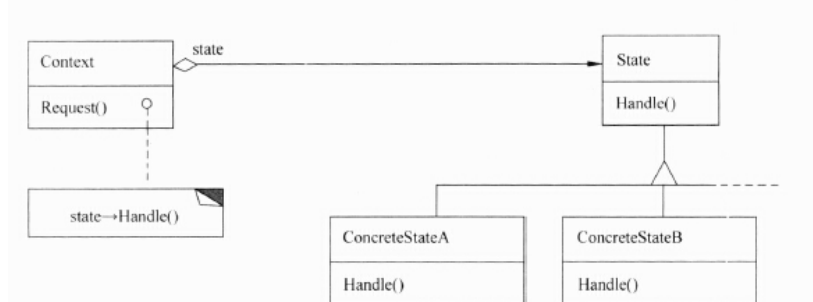 state
Context
State
Request()
Handle()
state→Handle()
ConcreteStateA
ConcreteStateB
Handle()
Handle()